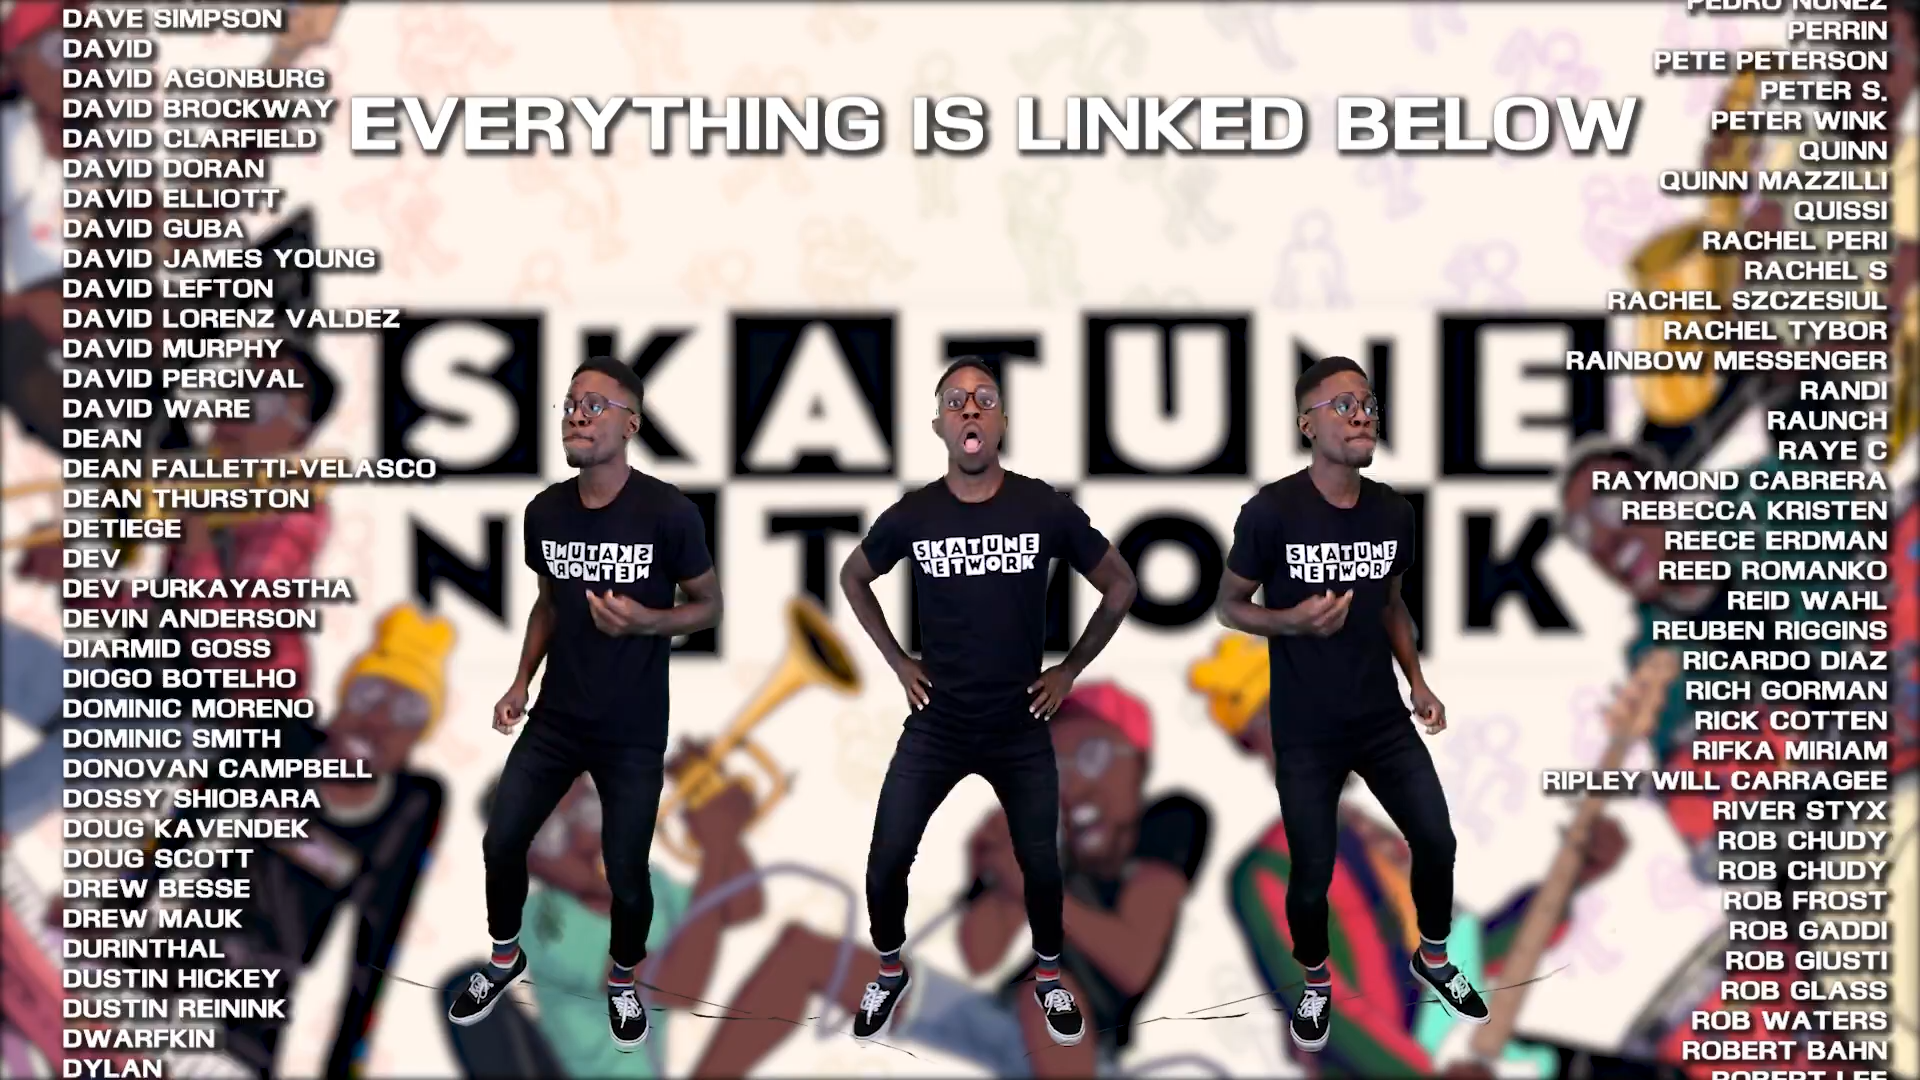 DAVE SIMPSON
DAVID
DAVID AGONBURG
DAVID BROCKWAY
DAVID CLARFIELD
DAVID DORAN
DAVID ELLIOTT
DAVID GUBA
DAVID JAMES YOUNG
DAVID LEFTON
DAVID LORENZ VALDEZ
DAVID MURPHY
DAVID PERCIVAL
DAVID WARE
DEAN
DEAN FALLETTI-VELASCO
DEAN THURSTON
DETIEGE
DEV
DEV PURKAYASTHA
DEVIN ANDERSON
DIARMID GOSS
DIOGO BOTELHO
DOMINIC MORENO
DOMINIC SMITH
DONOVAN CAMPBELL
DOSSY SHIOBARA
DOUG KAVENDEK
DOUG SCOTT
DREW BESSE
DREW MAUK
DURINTHAL
DUSTIN HICKEY
DUSTIN REININK
DWARFKIN
DYLAN
EVERYTHING IS LINKED BELOW
SKATUNE
NETWORK
SKATUNE
NETWORK
SKATUNE
NETWORK
SKATUNE
NETWORK
PEDRO NUNEZ
PERRIN
PETE PETERSON
PETER S.
PETER WINK
QUINN
QUINN MAZZILLI
QUISSI
RACHEL PERI
RACHEL S
RACHEL SZCZESIUL
RACHEL TYBOR
RAINBOW MESSENGER
RANDI
RAUNCH
RAYE C
RAYMOND CABRERA
REBECCA KRISTEN
REECE ERDMAN
REED ROMANKO
REID WAHL
REUBEN RIGGINS
RICARDO DIAZ
RICH GORMAN
RICK COTTEN
RIFKA MIRIAM
RIPLEY WILL CARRAGEE
RIVER STYX
ROB CHUDY
ROB CHUDY
ROB FROST
ROB GADDI
ROB GIUSTI
ROB GLASS
ROB WATERS
ROBERT BAHN
ROBERT LEE